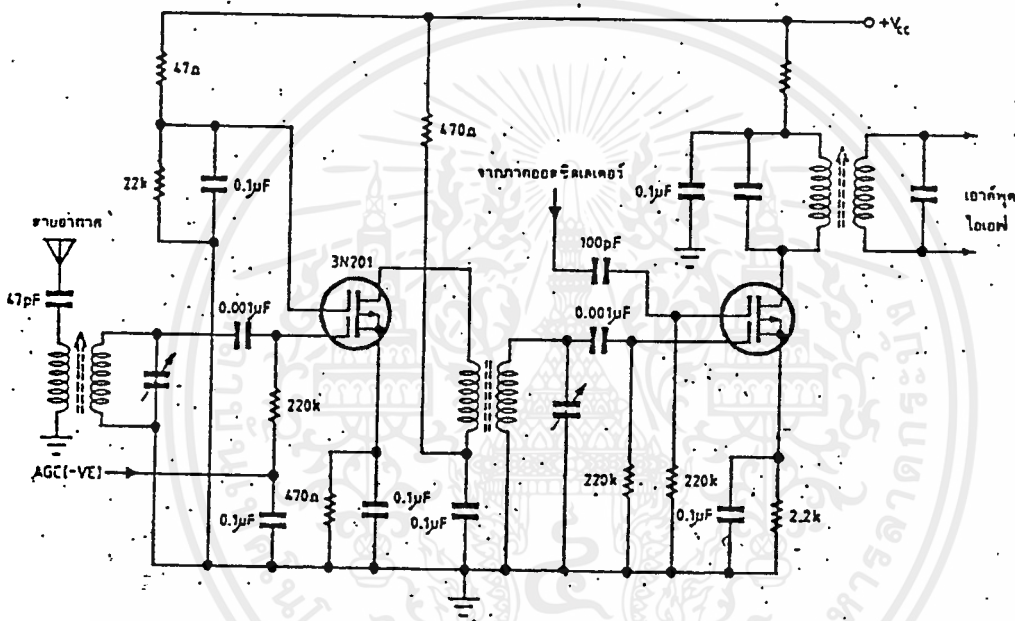 +Vcc
47Ω
470Ω
22k
0.1µF
จากภาคออสซิลเลเตอร์
0.1µF
เอาท์พุต
ไอเอฟ
สายอากาศ
100pF
3N201
47pF
0.001µF
0.001µF
220k
AGC(-VE)
470Ω
0.1µF
220k
220k
0.1µF
0.1µF
0.1µF
2.2k